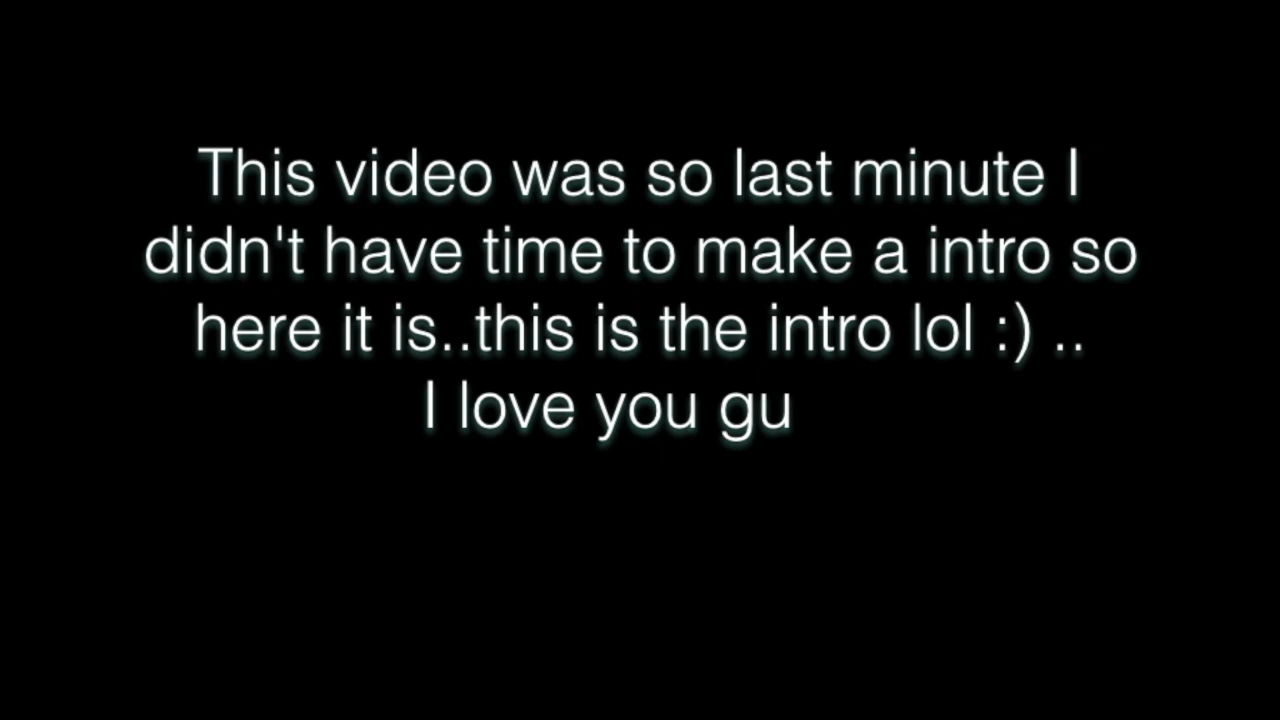 This video was so last minute I
didn't have time to make a intro so
here it is..this is the intro lol :) ..
I love you gu